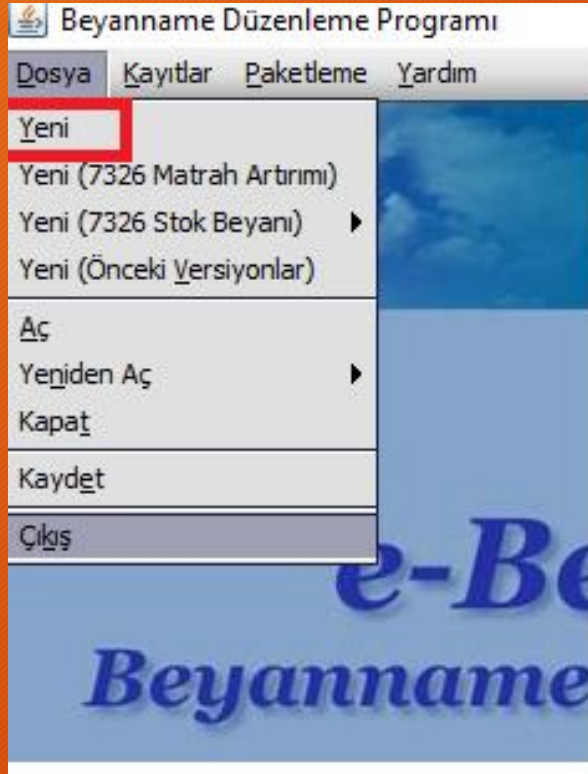 Beyanname Düzenleme Programı
Dosya Kayıtlar Paketleme Yardım
Yeni
Yeni (7326 Matrah Artırımı)
Yeni (7326 Stok Beyanı)
Yeni (Önceki Versiyonlar)
Aç
Yeniden Aç
Kapat
Kaydet
Çıkış
e-Be
Beyanname